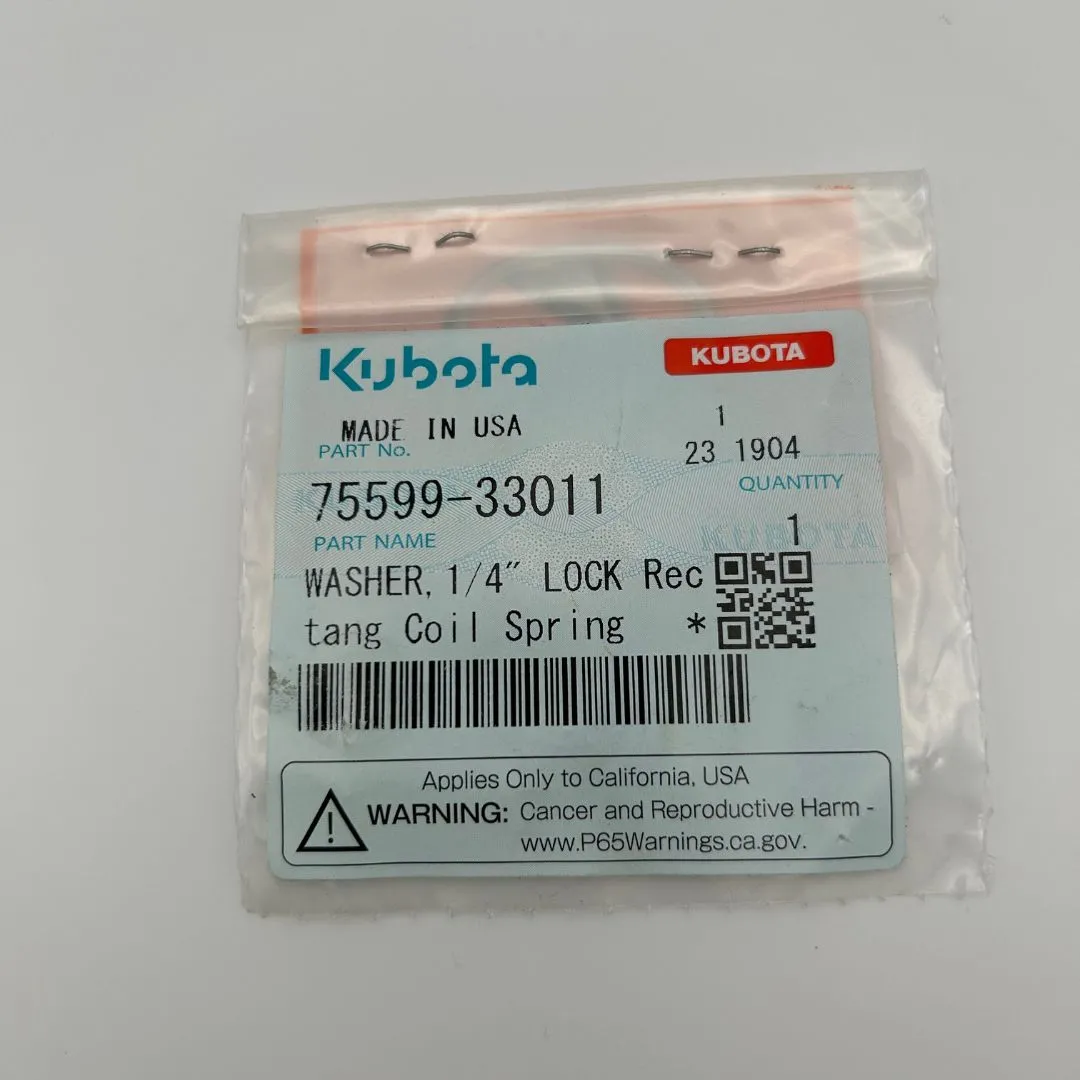 Kubota
KUBOTA
MADE IN USA
1
PART No.
23 1904
75599-33011
QUANTITY
1
PART NAME
KUBOTA
WASHER, 1/4" LOCK Rec
tang Coil Spring *
Applies Only to California, USA
WARNING: Cancer and Reproductive Harm -
www.P65Warnings.ca.gov.